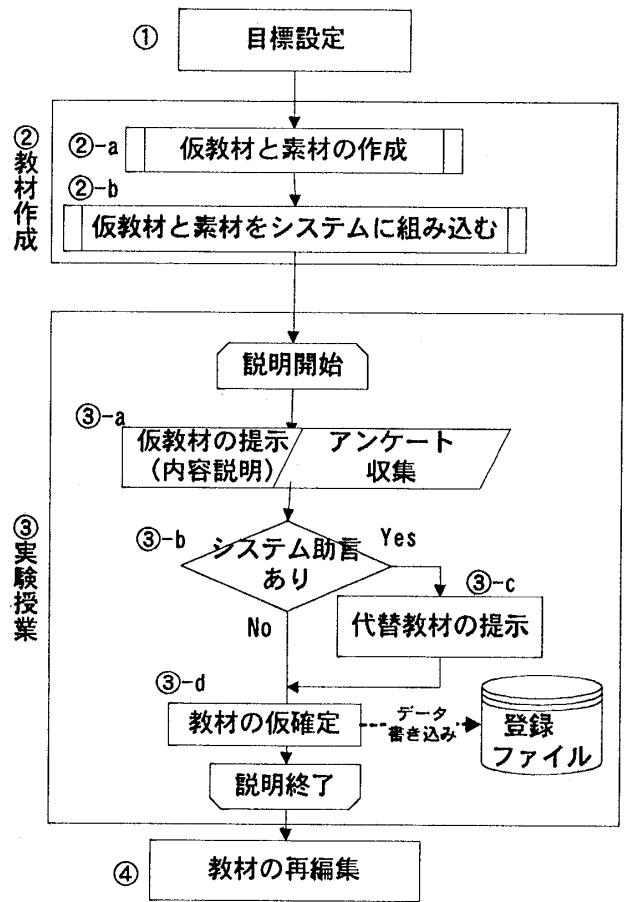 ①
目標設定
②教材作成
②-a
仮教材と素材の作成
②-b
仮教材と素材をシステムに組み込む
③実験授業
説明開始
③-a
仮教材の提示
(内容説明)
アンケート
収集
③-b
システム助言
あり
Yes
No
③-c
代替教材の提示
③-d
教材の仮確定
データ
書き込み
登録
ファイル
説明終了
④
教材の再編集